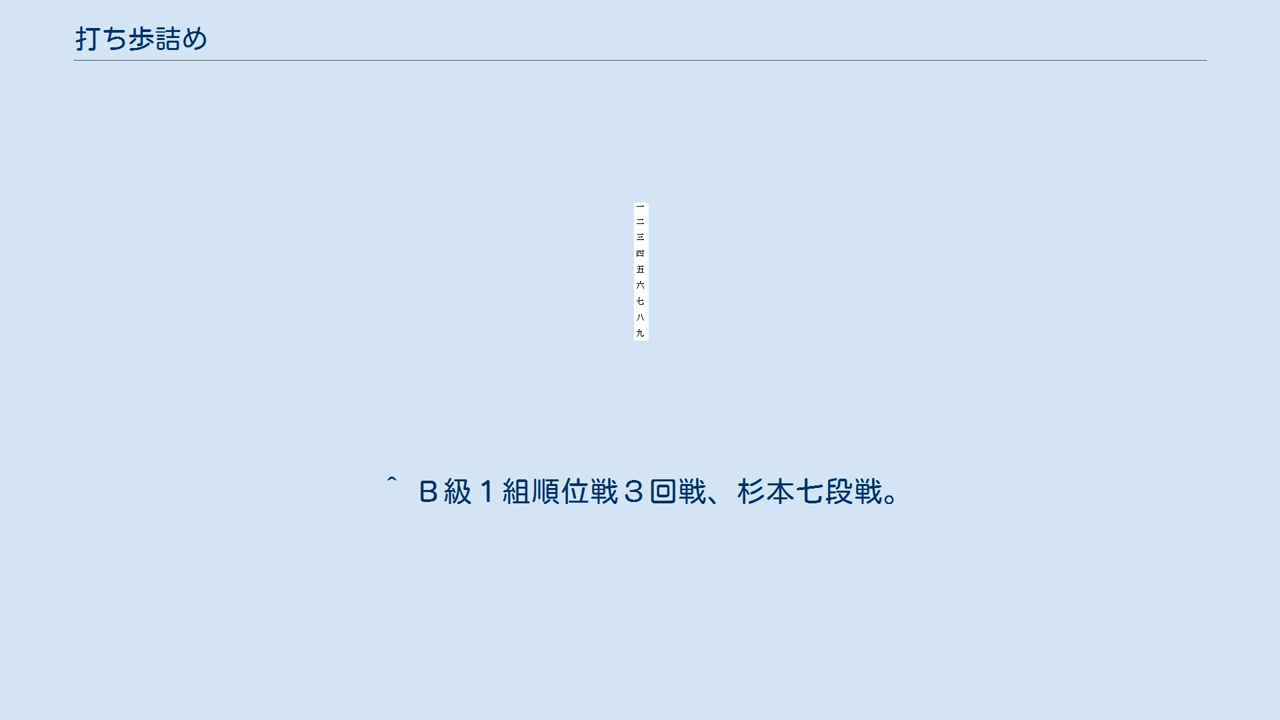 打ち歩詰め
一
二
三
四
五
六
七
八
九
^ Ｂ級１組順位戦３回戦、杉本七段戦。